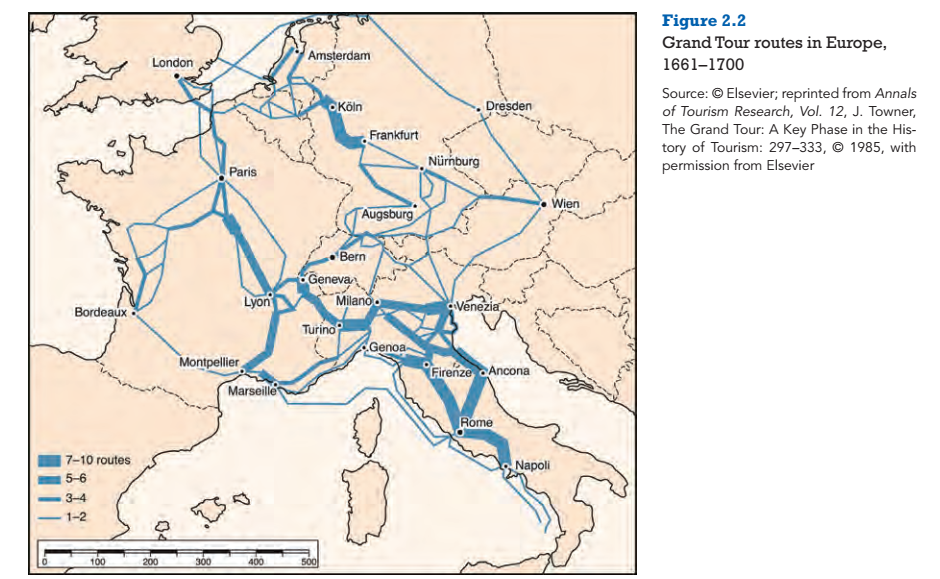 Figure 2.2
Grand Tour routes in Europe,
1661–1700
Source: © Elsevier; reprinted from Annals
of Tourism Research, Vol. 12, J. Towner,
The Grand Tour: A Key Phase in the His-
tory of Tourism: 297–333, © 1985, with
permission from Elsevier
Amsterdam
London
Köln
Dresden
Frankfurt
Nürnburg
Paris
Wien
Augsburg
Bern
Geneva
Lyon
Milano
Venezia
Bordeaux
Turino
Genoa
Montpellier
Firenze
Ancona
Marseille
Rome
Napoli
7–10 routes
5–6
3–4
1–2
0 100 200 300 400 500